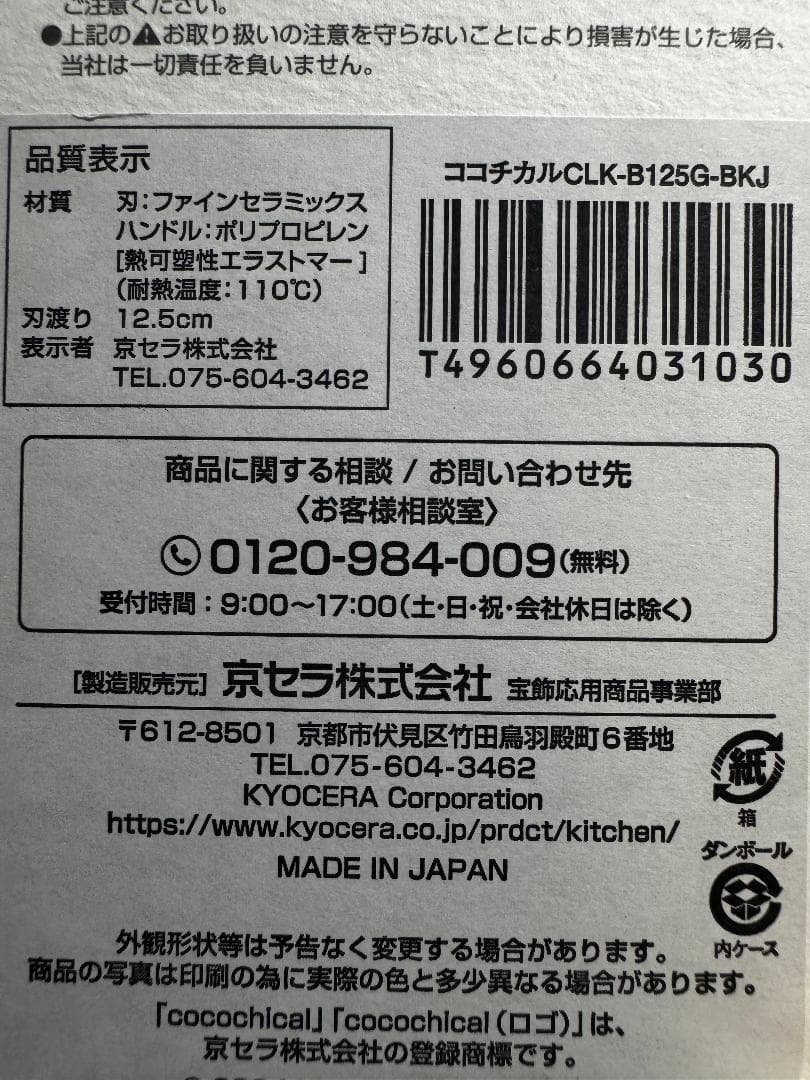 ご注意ください。
●上記の⚠お取り扱いの注意を守らないことにより損害が生じた場合、
当社は一切責任を負いません。
品質表示
材質 刃:ファインセラミックス
ハンドル:ポリプロピレン
[熱可塑性エラストマー]
(耐熱温度:110℃)
刃渡り 12.5cm
表示者 京セラ株式会社
TEL.075-604-3462
ココチカルCLK-B125G-BKJ
T4960664031030
商品に関する相談 / お問い合わせ先
〈お客様相談室〉
0120-984-009(無料)
受付時間:9:00〜17:00(土・日・祝・会社休日は除く)
[製造販売元] 京セラ株式会社 宝飾応用商品事業部
〒612-8501 京都市伏見区竹田鳥羽殿町6番地
TEL.075-604-3462
KYOCERA Corporation
https://www.kyocera.co.jp/prdct/kitchen/
MADE IN JAPAN
紙
箱
ダンボール
内ケース
外観形状等は予告なく変更する場合があります。
商品の写真は印刷の為に実際の色と多少異なる場合があります。
「cocochical」「cocochical(ロゴ)」は、
京セラ株式会社の登録商標です。